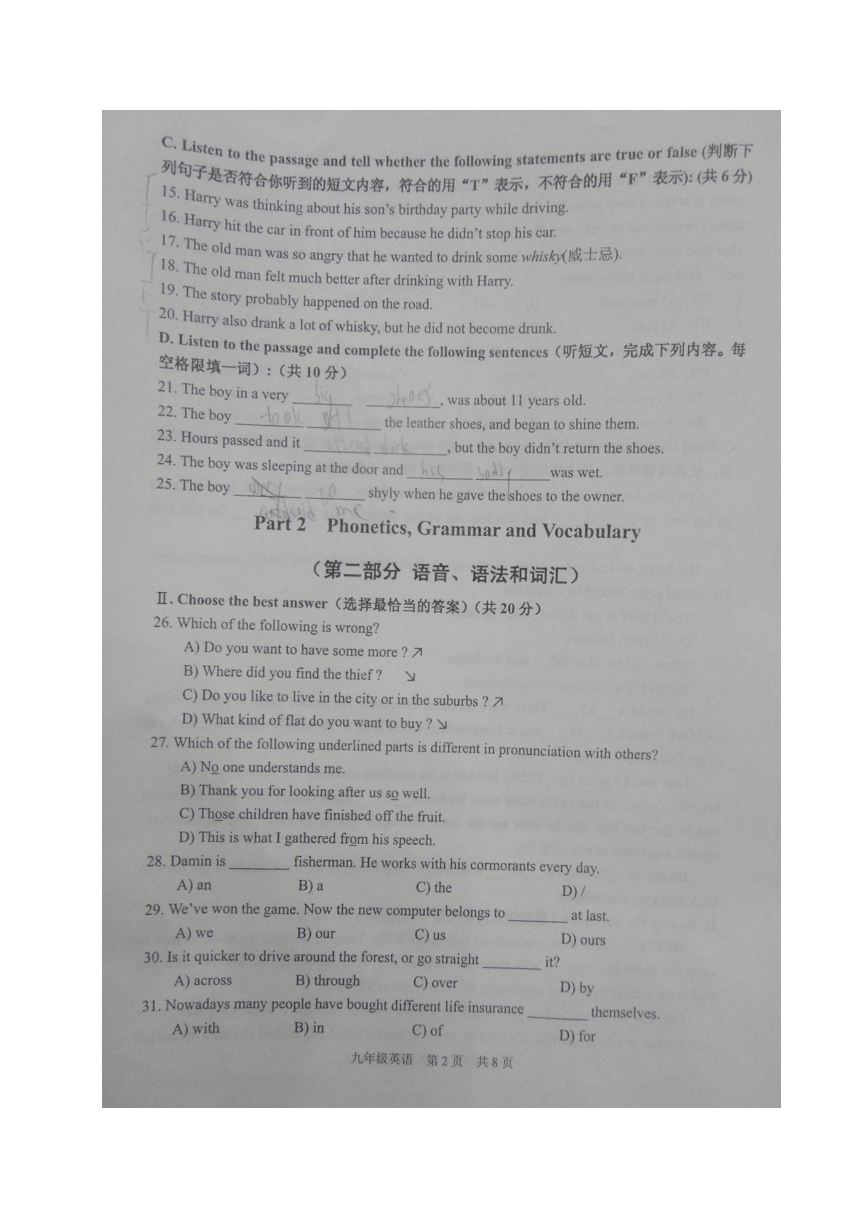 C. Listen to the passage and tell whether the following statements are true or false (判断下
列句子是否符合你听到的短文内容，符合的用“T”表示，不符合的用“F”表示): (共 6 分)
15. Harry was thinking about his son's birthday party while driving.
16. Harry hit the car in front of him because he didn't stop his car.
17. The old man was so angry that he wanted to drink some whisky(威士忌).
18. The old man felt much better after drinking with Harry.
19. The story probably happened on the road.
20. Harry also drank a lot of whisky, but he did not become drunk.
D. Listen to the passage and complete the following sentences（听短文，完成下列内容。每
空格限填一词）:（共 10 分）
21. The boy in a very ________ ________, was about 11 years old.
22. The boy ________ ________ the leather shoes, and began to shine them.
23. Hours passed and it ________ ________, but the boy didn't return the shoes.
24. The boy was sleeping at the door and ________ ________ was wet.
25. The boy ________ ________ shyly when he gave the shoes to the owner.
Part 2 Phonetics, Grammar and Vocabulary
（第二部分 语音、语法和词汇）
Ⅱ. Choose the best answer（选择最恰当的答案）（共 20 分）
26. Which of the following is wrong?
A) Do you want to have some more ? ↗
B) Where did you find the thief ? ↘
C) Do you like to live in the city or in the suburbs ? ↗
D) What kind of flat do you want to buy ? ↘
27. Which of the following underlined parts is different in pronunciation with others?
A) No one understands me.
B) Thank you for looking after us so well.
C) Those children have finished off the fruit.
D) This is what I gathered from his speech.
28. Damin is ________ fisherman. He works with his cormorants every day.
A) an B) a C) the D) /
29. We've won the game. Now the new computer belongs to ________ at last.
A) we B) our C) us D) ours
30. Is it quicker to drive around the forest, or go straight ________ it?
A) across B) through C) over D) by
31. Nowadays many people have bought different life insurance ________ themselves.
A) with B) in C) of D) for
九年级英语 第 2 页 共 8 页